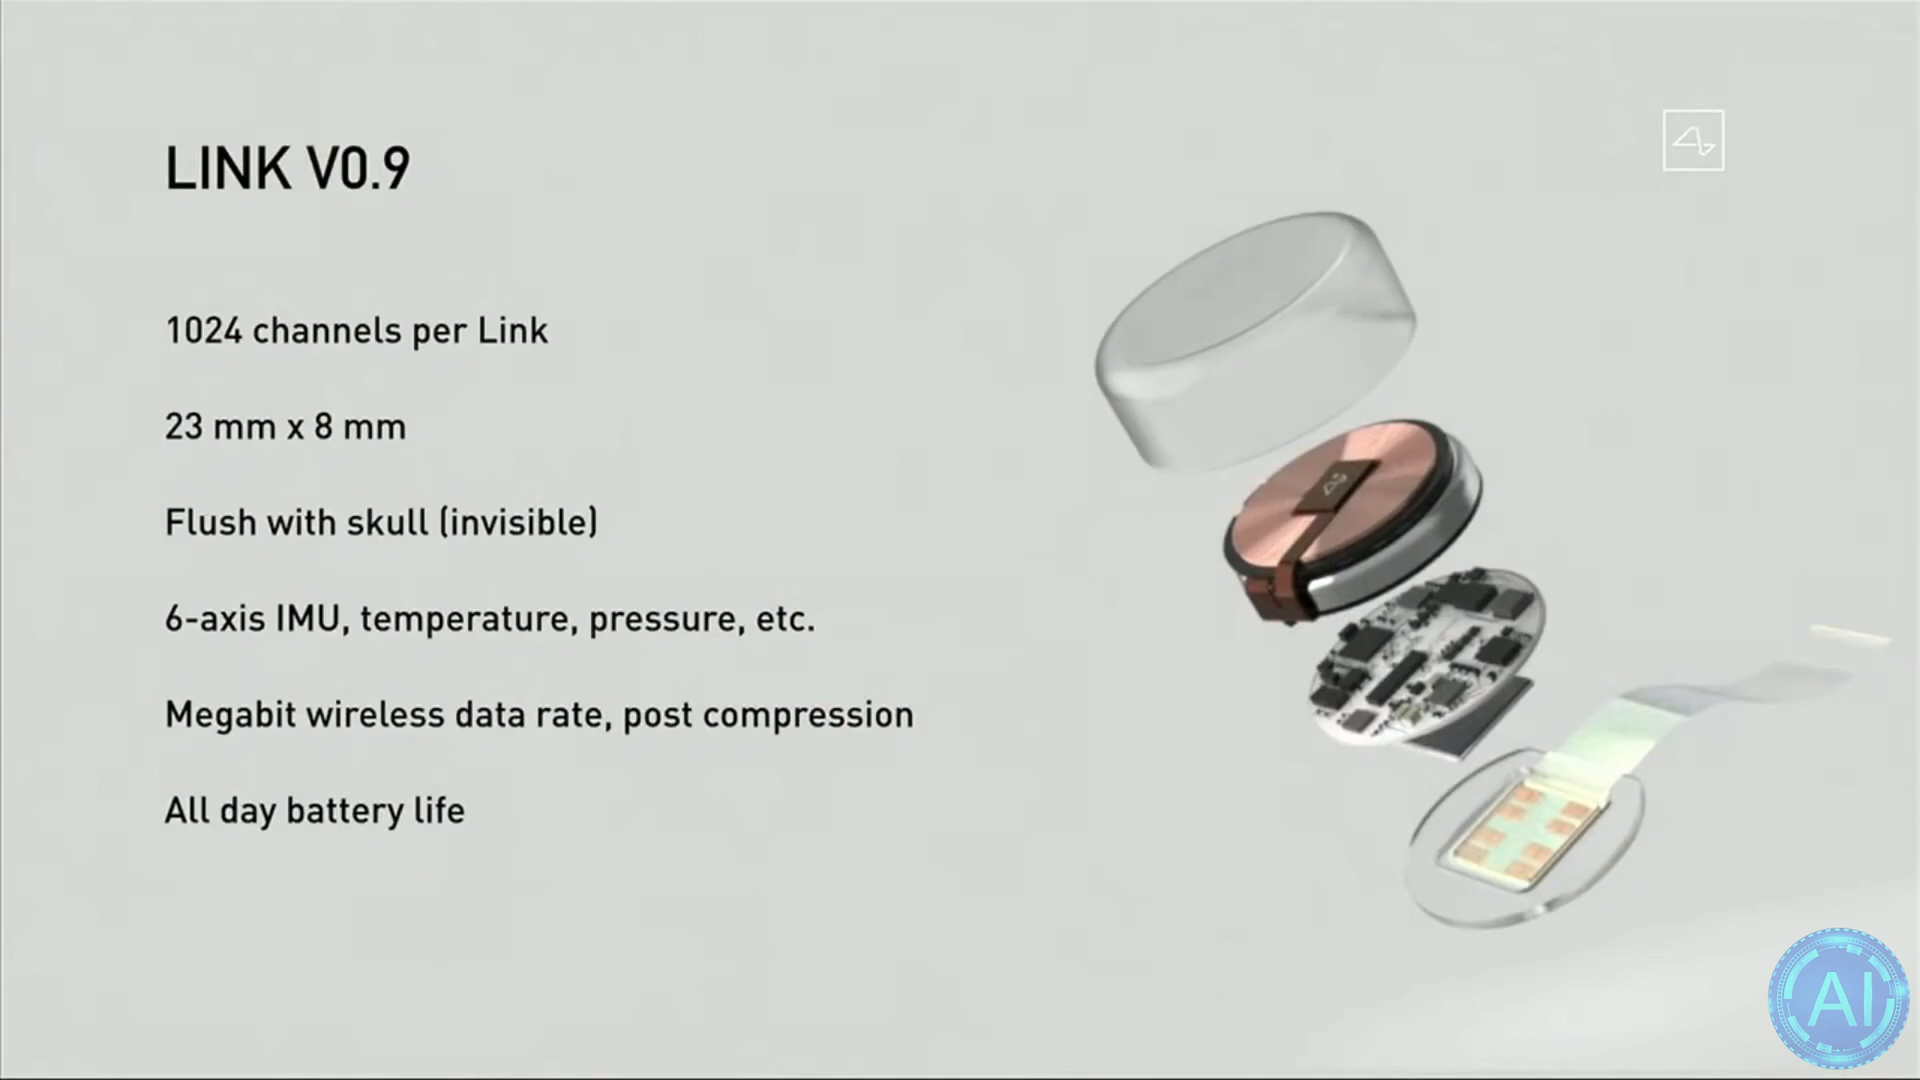 LINK V0.9
1024 channels per Link
23 mm x 8 mm
Flush with skull (invisible)
6-axis IMU, temperature, pressure, etc.
Megabit wireless data rate, post compression
All day battery life
AI